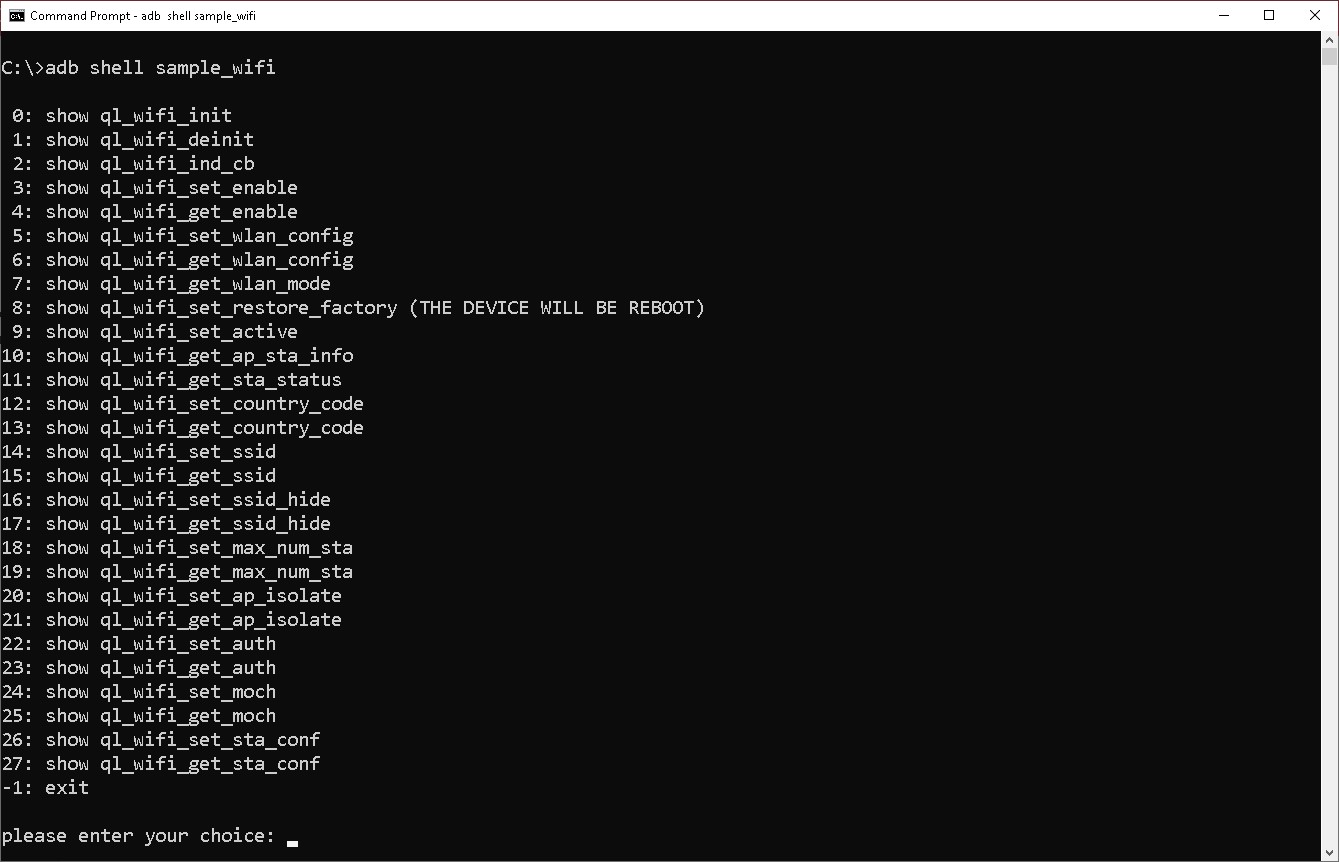 Command Prompt - adb  shell sample_wifi
C:\>adb shell sample_wifi
0: show ql_wifi_init
1: show ql_wifi_deinit
2: show ql_wifi_ind_cb
3: show ql_wifi_set_enable
4: show ql_wifi_get_enable
5: show ql_wifi_set_wlan_config
6: show ql_wifi_get_wlan_config
7: show ql_wifi_get_wlan_mode
8: show ql_wifi_set_restore_factory (THE DEVICE WILL BE REBOOT)
9: show ql_wifi_set_active
10: show ql_wifi_get_ap_sta_info
11: show ql_wifi_get_sta_status
12: show ql_wifi_set_country_code
13: show ql_wifi_get_country_code
14: show ql_wifi_set_ssid
15: show ql_wifi_get_ssid
16: show ql_wifi_set_ssid_hide
17: show ql_wifi_get_ssid_hide
18: show ql_wifi_set_max_num_sta
19: show ql_wifi_get_max_num_sta
20: show ql_wifi_set_ap_isolate
21: show ql_wifi_get_ap_isolate
22: show ql_wifi_set_auth
23: show ql_wifi_get_auth
24: show ql_wifi_set_moch
25: show ql_wifi_get_moch
26: show ql_wifi_set_sta_conf
27: show ql_wifi_get_sta_conf
-1: exit
please enter your choice: